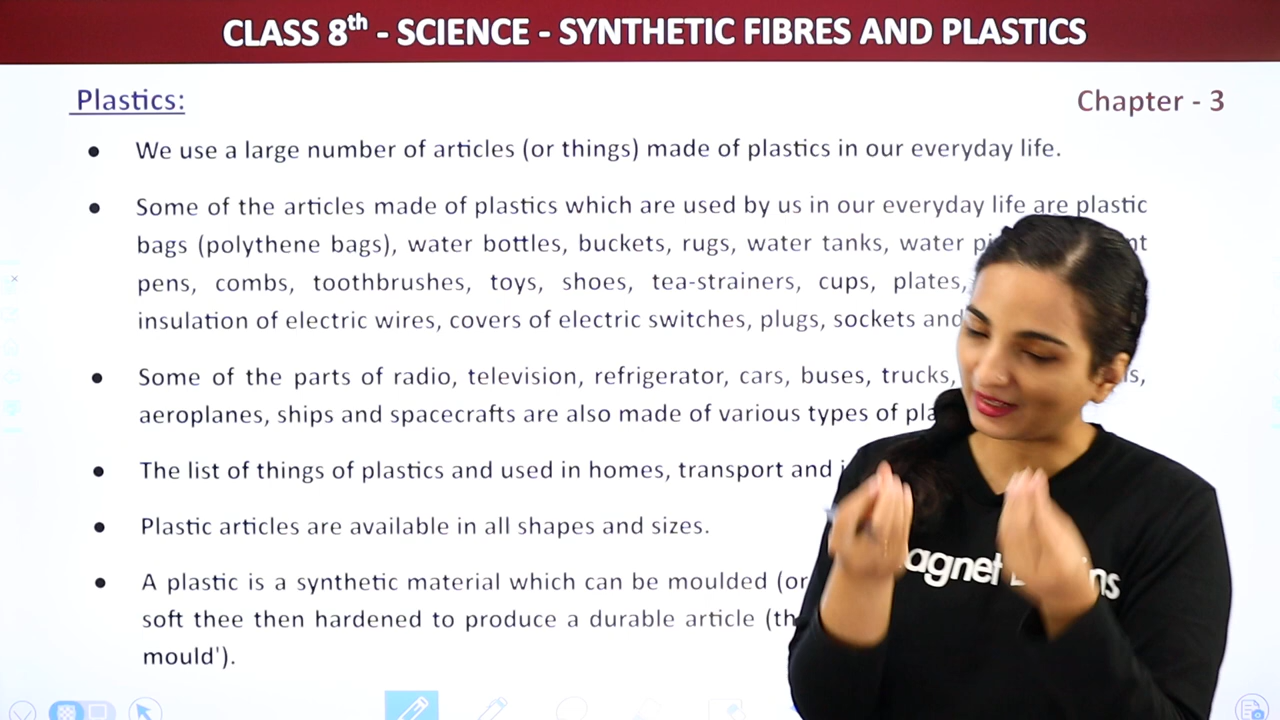 CLASS 8th - SCIENCE - SYNTHETIC FIBRES AND PLASTICS
Plastics:
Chapter - 3
● We use a large number of articles (or things) made of plastics in our everyday life.
● Some of the articles made of plastics which are used by us in our everyday life are plastic
bags (polythene bags), water bottles, buckets, rugs, water tanks, water
pens, combs, toothbrushes, toys, shoes, tea-strainers, cups, plates,
insulation of electric wires, covers of electric switches, plugs, sockets and
● Some of the parts of radio, television, refrigerator, cars, buses, trucks,
aeroplanes, ships and spacecrafts are also made of various types of
● The list of things of plastics and used in homes, transport and
● Plastic articles are available in all shapes and sizes.
● A plastic is a synthetic material which can be moulded (or
soft thee then hardened to produce a durable article
mould').